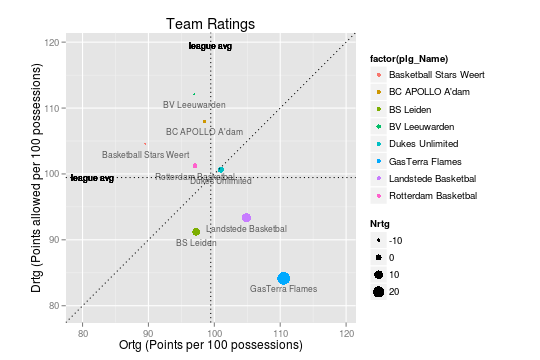 Team Ratings
league avg
BV Leeuwarden
BC APOLLO A'dam
Basketball Stars Weert
Rotterdam Basketbal
Dukes Unlimited
league avg
Landstede Basketbal
BS Leiden
GasTerra Flames
120
110
100
90
80
80
90
100
110
120
Drtg (Points allowed per 100 possessions)
Ortg (Points per 100 possessions)
factor(plg_Name)
Basketball Stars Weert
BC APOLLO A'dam
BS Leiden
BV Leeuwarden
Dukes Unlimited
GasTerra Flames
Landstede Basketbal
Rotterdam Basketbal
Nrtg
-10
0
10
20